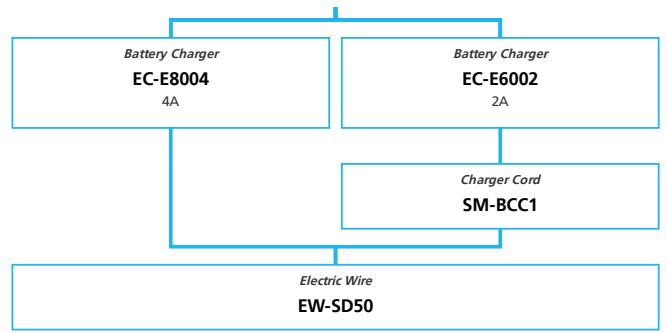 Battery Charger
EC-E8004
4A
Battery Charger
EC-E6002
2A
Charger Cord
SM-BCC1
Electric Wire
EW-SD50